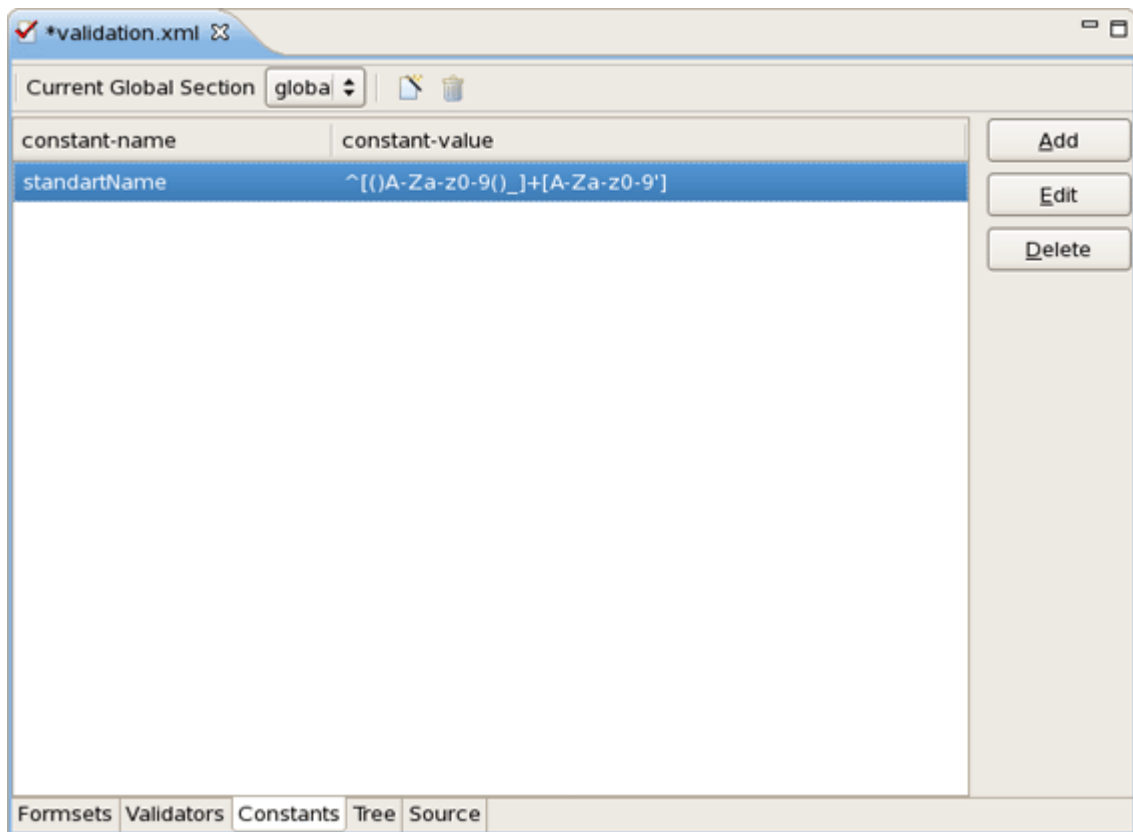 *validation.xml
Current Global Section global
constant-name constant-value Add
standartName ^[()A-Za-z0-9()_]+[A-Za-z0-9'] Edit
Delete
Formsets Validators Constants Tree Source